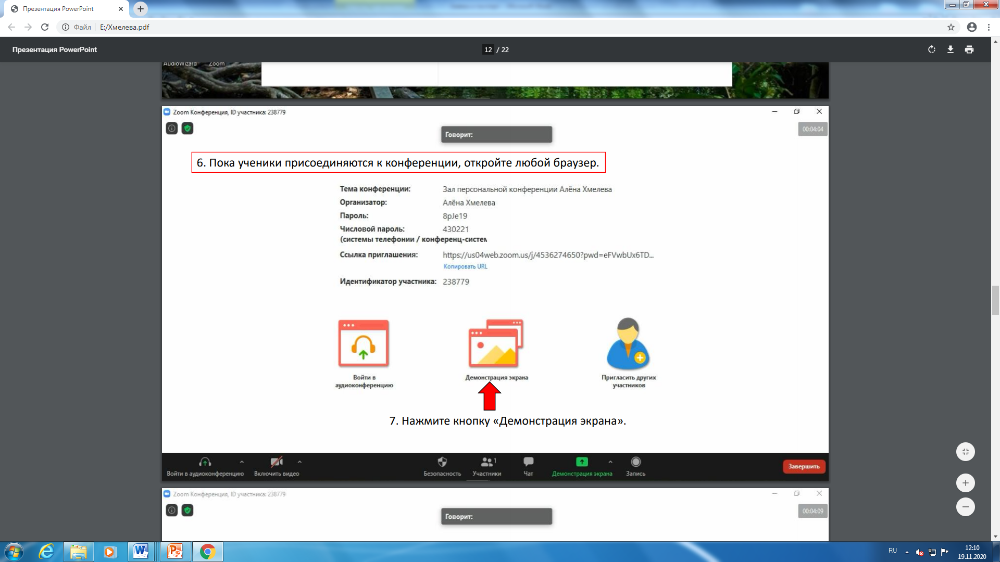 Презентация PowerPoint
Файл E:/Хмелева.pdf
Презентация PowerPoint
12 / 22
AudioWizard Zoom
Zoom Конференция, ID участника: 238779
Говорит:
00:04:04
6. Пока ученики присоединяются к конференции, откройте любой браузер.
Тема конференции: Зал персональной конференции Алёна Хмелева
Организатор: Алёна Хмелева
Пароль: 8pJe19
Числовой пароль: 430221
(системы телефонии / конференц-систем
Ссылка приглашения: https://us04web.zoom.us/j/4536274650?pwd=eFVwbUx6TD...
Копировать URL
Идентификатор участника: 238779
Войти в
аудиоконференцию
Демонстрация экрана
Пригласить других
участников
7. Нажмите кнопку «Демонстрация экрана».
Войти в аудиоконференцию
Включить видео
Безопасность
1
Участники
Чат
Демонстрация экрана
Запись
Завершить
Zoom Конференция, ID участника: 238779
Говорит:
00:04:09
RU
12:10
19.11.2020